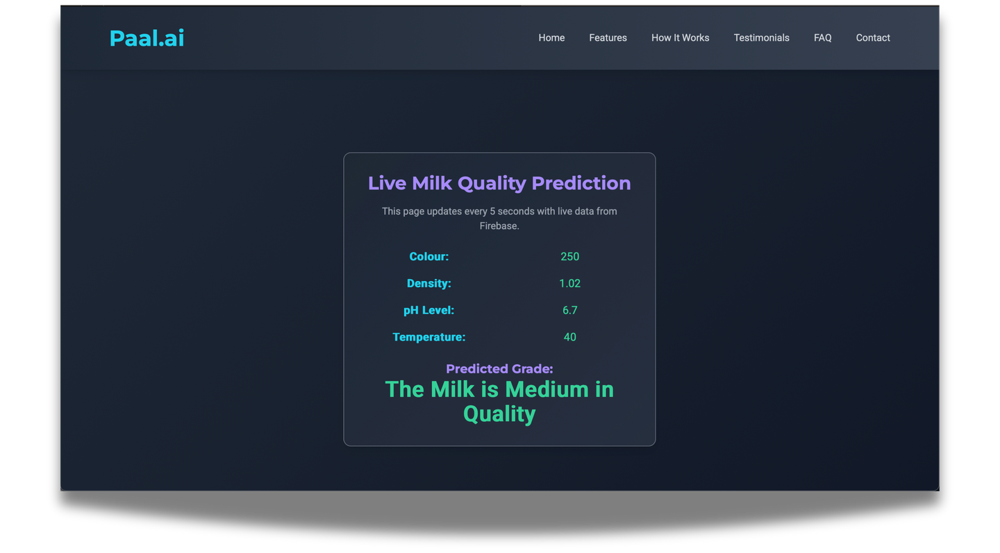 Paal.ai
Home Features How It Works Testimonials FAQ Contact
Live Milk Quality Prediction
This page updates every 5 seconds with live data from
Firebase.
Colour: 250
Density: 1.02
pH Level: 6.7
Temperature: 40
Predicted Grade:
The Milk is Medium in
Quality